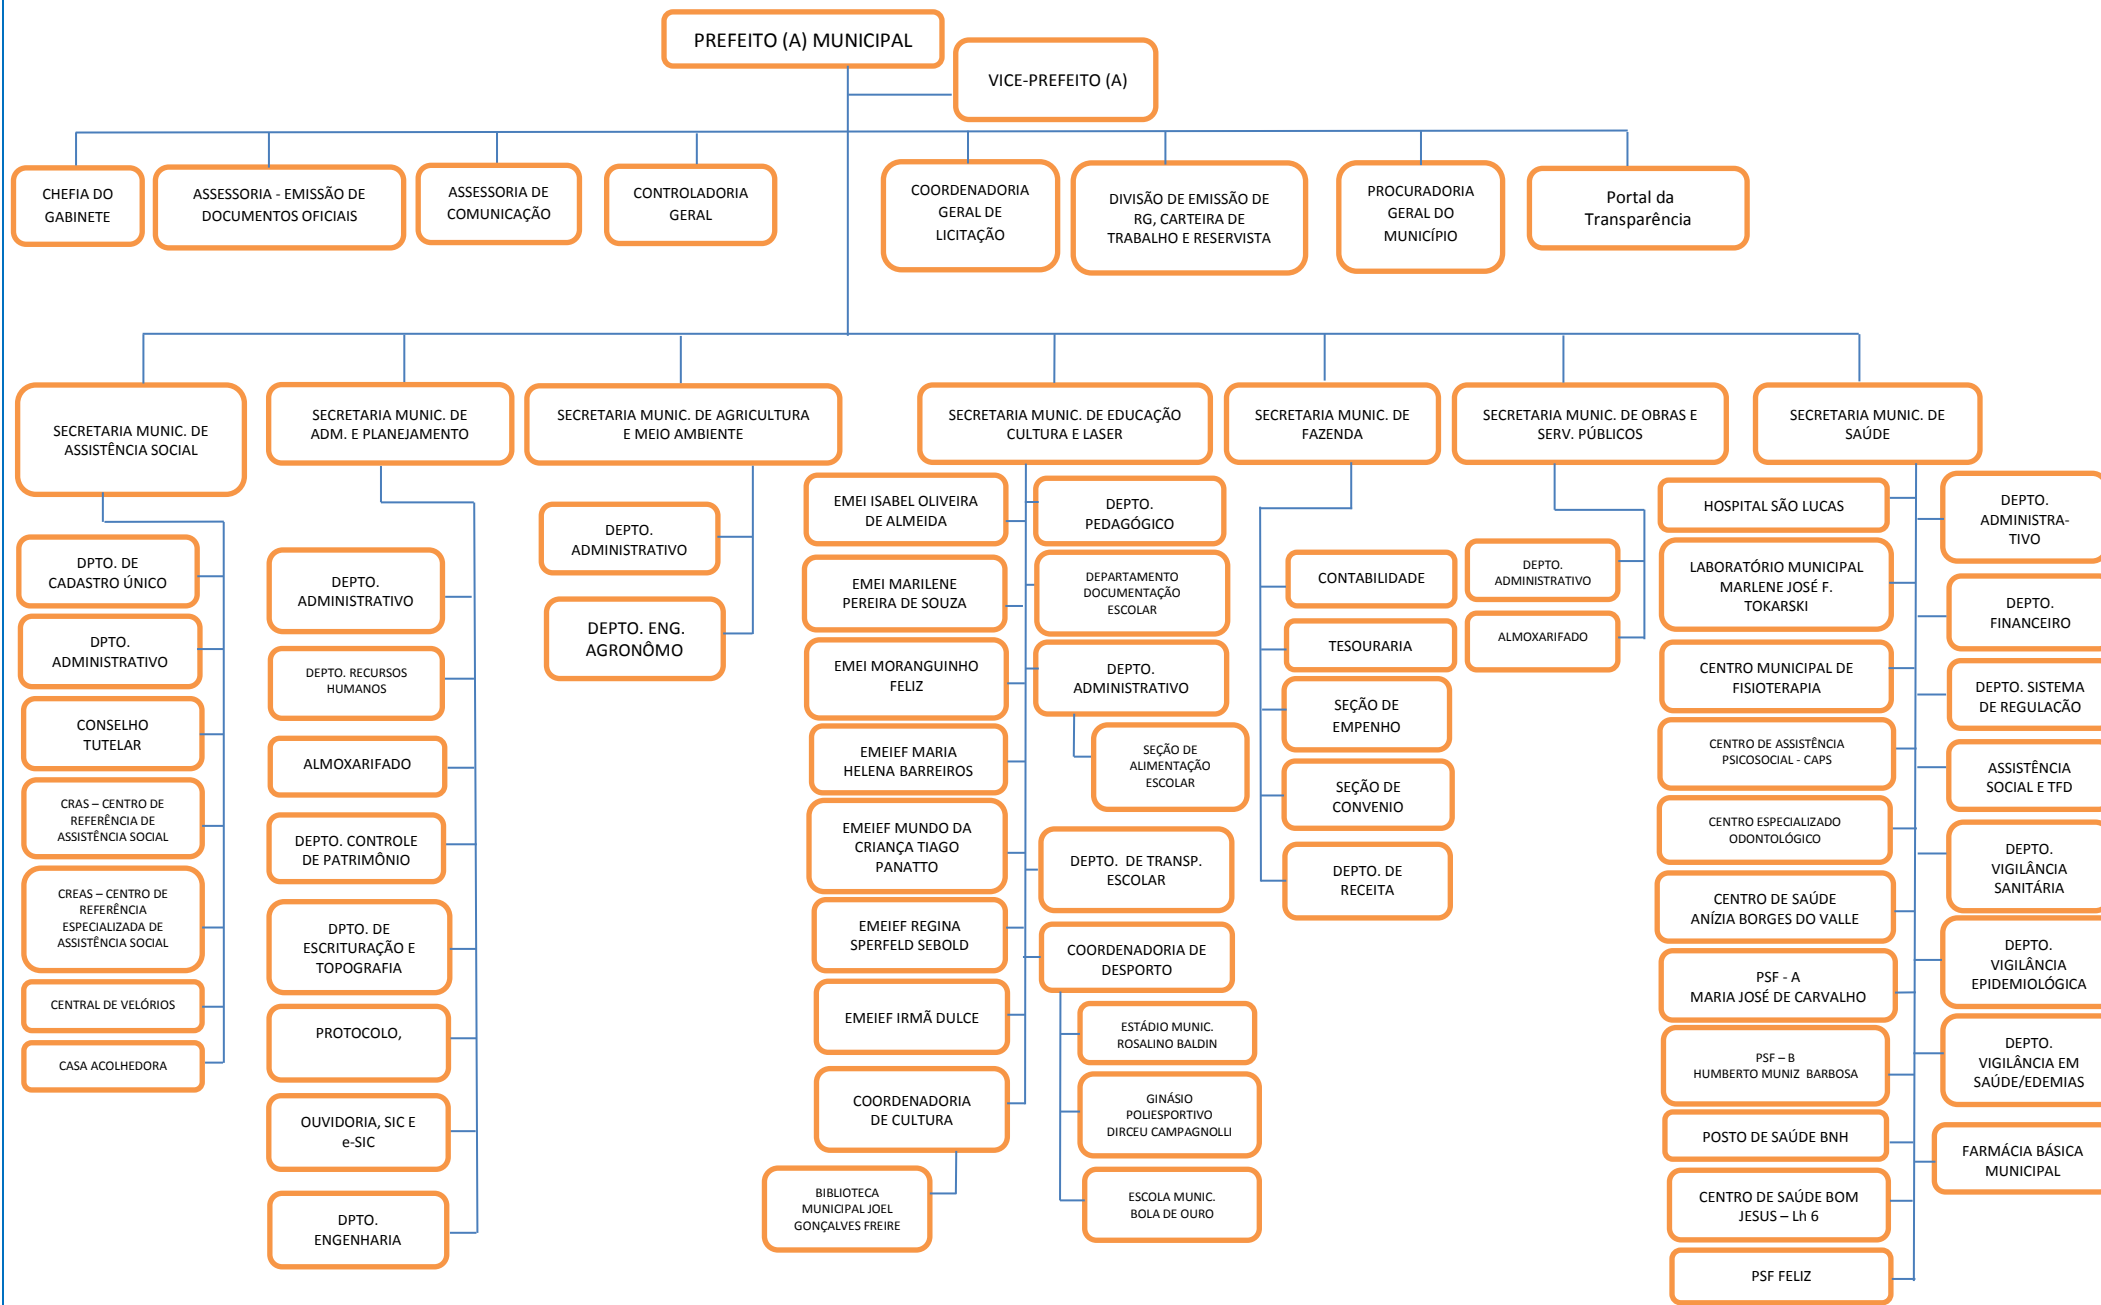 PREFEITO (A) MUNICIPAL
VICE-PREFEITO (A)
CHEFIA DO
GABINETE
ASSESSORIA - EMISSÃO DE
DOCUMENTOS OFICIAIS
ASSESSORIA DE
COMUNICAÇÃO
CONTROLADORIA
GERAL
COORDENADORIA
GERAL DE
LICITAÇÃO
DIVISÃO DE EMISSÃO DE
RG, CARTEIRA DE
TRABALHO E RESERVISTA
PROCURADORIA
GERAL DO
MUNICÍPIO
Portal da
Transparência
SECRETARIA MUNIC. DE
ASSISTÊNCIA SOCIAL
DPTO. DE
CADASTRO ÚNICO
DPTO.
ADMINISTRATIVO
CONSELHO
TUTELAR
CRAS – CENTRO DE
REFERÊNCIA DE
ASSISTÊNCIA SOCIAL
CREAS – CENTRO DE
REFERÊNCIA
ESPECIALIZADA DE
ASSISTÊNCIA SOCIAL
CENTRAL DE VELÓRIOS
CASA ACOLHEDORA
SECRETARIA MUNIC. DE
ADM. E PLANEJAMENTO
DEPTO.
ADMINISTRATIVO
DEPTO. RECURSOS
HUMANOS
ALMOXARIFADO
DEPTO. CONTROLE
DE PATRIMÔNIO
DPTO. DE
ESCRITURAÇÃO E
TOPOGRAFIA
PROTOCOLO,
OUVIDORIA, SIC E
e-SIC
DPTO.
ENGENHARIA
SECRETARIA MUNIC. DE AGRICULTURA
E MEIO AMBIENTE
DEPTO.
ADMINISTRATIVO
DEPTO. ENG.
AGRONÔMO
SECRETARIA MUNIC. DE EDUCAÇÃO
CULTURA E LASER
EMEI ISABEL OLIVEIRA
DE ALMEIDA
EMEI MARILENE
PEREIRA DE SOUZA
EMEI MORANGUINHO
FELIZ
EMEIEF MARIA
HELENA BARREIROS
EMEIEF MUNDO DA
CRIANÇA TIAGO
PANATTO
EMEIEF REGINA
SPERFELD SEBOLD
EMEIEF IRMÃ DULCE
COORDENADORIA
DE CULTURA
BIBLIOTECA
MUNICIPAL JOEL
GONÇALVES FREIRE
DEPTO.
PEDAGÓGICO
DEPARTAMENTO
DOCUMENTAÇÃO
ESCOLAR
DEPTO.
ADMINISTRATIVO
SEÇÃO DE
ALIMENTAÇÃO
ESCOLAR
DEPTO.  DE TRANSP.
ESCOLAR
COORDENADORIA DE
DESPORTO
ESTÁDIO MUNIC.
ROSALINO BALDIN
GINÁSIO
POLIESPORTIVO
DIRCEU CAMPAGNOLLI
ESCOLA MUNIC.
BOLA DE OURO
SECRETARIA MUNIC. DE
FAZENDA
CONTABILIDADE
TESOURARIA
SEÇÃO DE
EMPENHO
SEÇÃO DE
CONVENIO
DEPTO. DE
RECEITA
SECRETARIA MUNIC. DE OBRAS E
SERV. PÚBLICOS
DEPTO.
ADMINISTRATIVO
ALMOXARIFADO
SECRETARIA MUNIC. DE
SAÚDE
HOSPITAL SÃO LUCAS
LABORATÓRIO MUNICIPAL
MARLENE JOSÉ F.
TOKARSKI
CENTRO MUNICIPAL DE
FISIOTERAPIA
CENTRO DE ASSISTÊNCIA
PSICOSOCIAL - CAPS
CENTRO ESPECIALIZADO
ODONTOLÓGICO
CENTRO DE SAÚDE
ANÍZIA BORGES DO VALLE
PSF - A
MARIA JOSÉ DE CARVALHO
PSF – B
HUMBERTO MUNIZ  BARBOSA
POSTO DE SAÚDE BNH
CENTRO DE SAÚDE BOM
JESUS – Lh 6
PSF FELIZ
DEPTO.
ADMINISTRA-
TIVO
DEPTO.
FINANCEIRO
DEPTO. SISTEMA
DE REGULAÇÃO
ASSISTÊNCIA
SOCIAL E TFD
DEPTO.
VIGILÂNCIA
SANITÁRIA
DEPTO.
VIGILÂNCIA
EPIDEMIOLÓGICA
DEPTO.
VIGILÂNCIA EM
SAÚDE/EDEMIAS
FARMÁCIA BÁSICA
MUNICIPAL